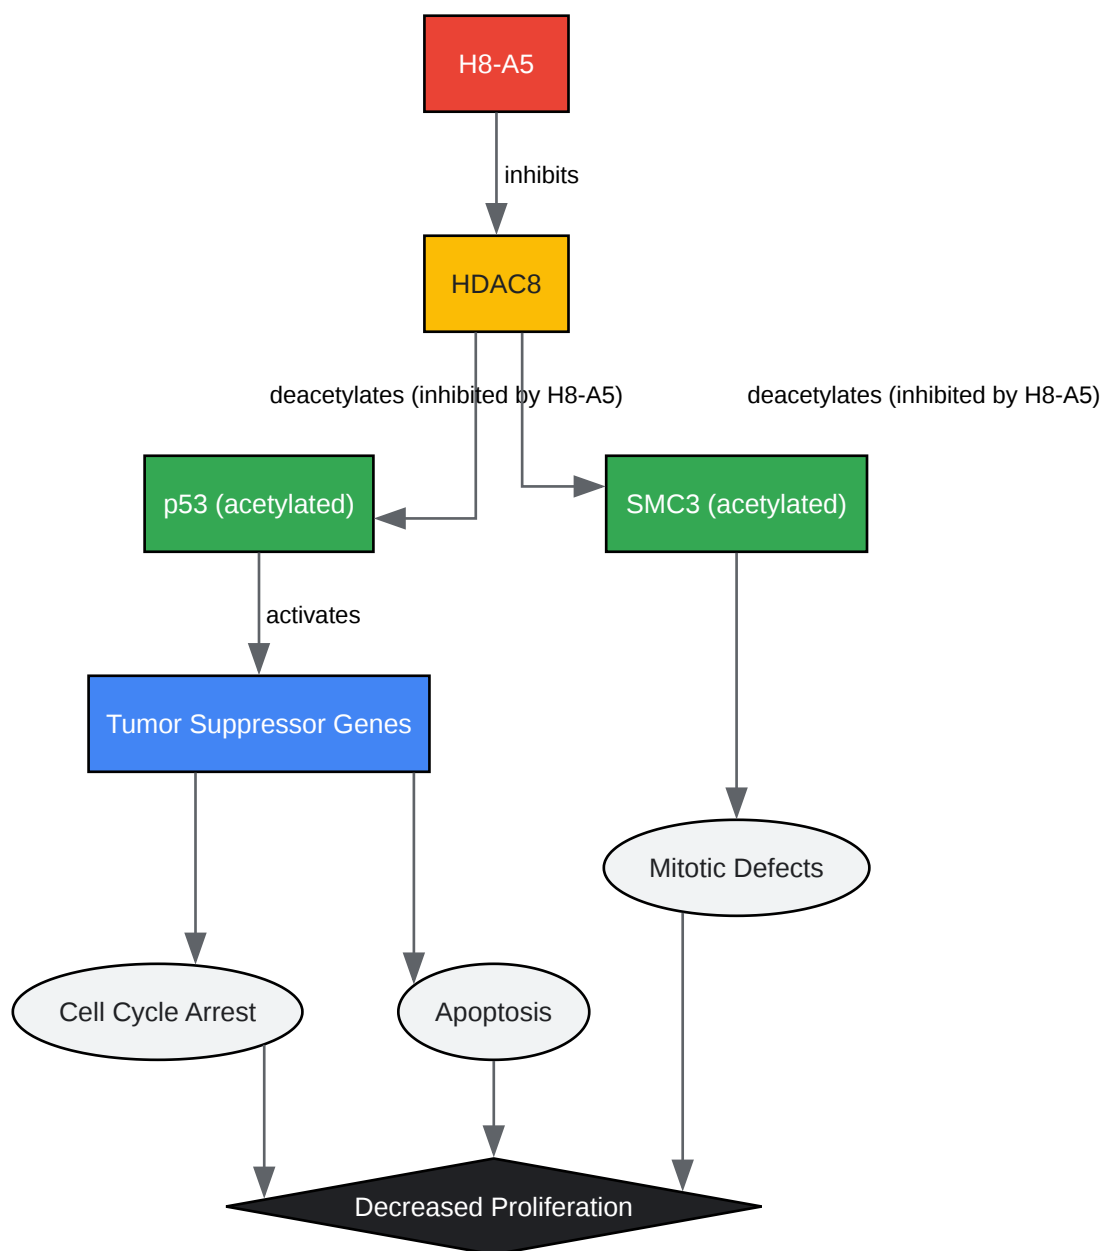 H8-A5
inhibits
HDAC8
deacetylates (inhibited by H8-A5)
deacetylates (inhibited by H8-A5)
p53 (acetylated)
SMC3 (acetylated)
activates
Tumor Suppressor Genes
Mitotic Defects
Cell Cycle Arrest
Apoptosis
Decreased Proliferation